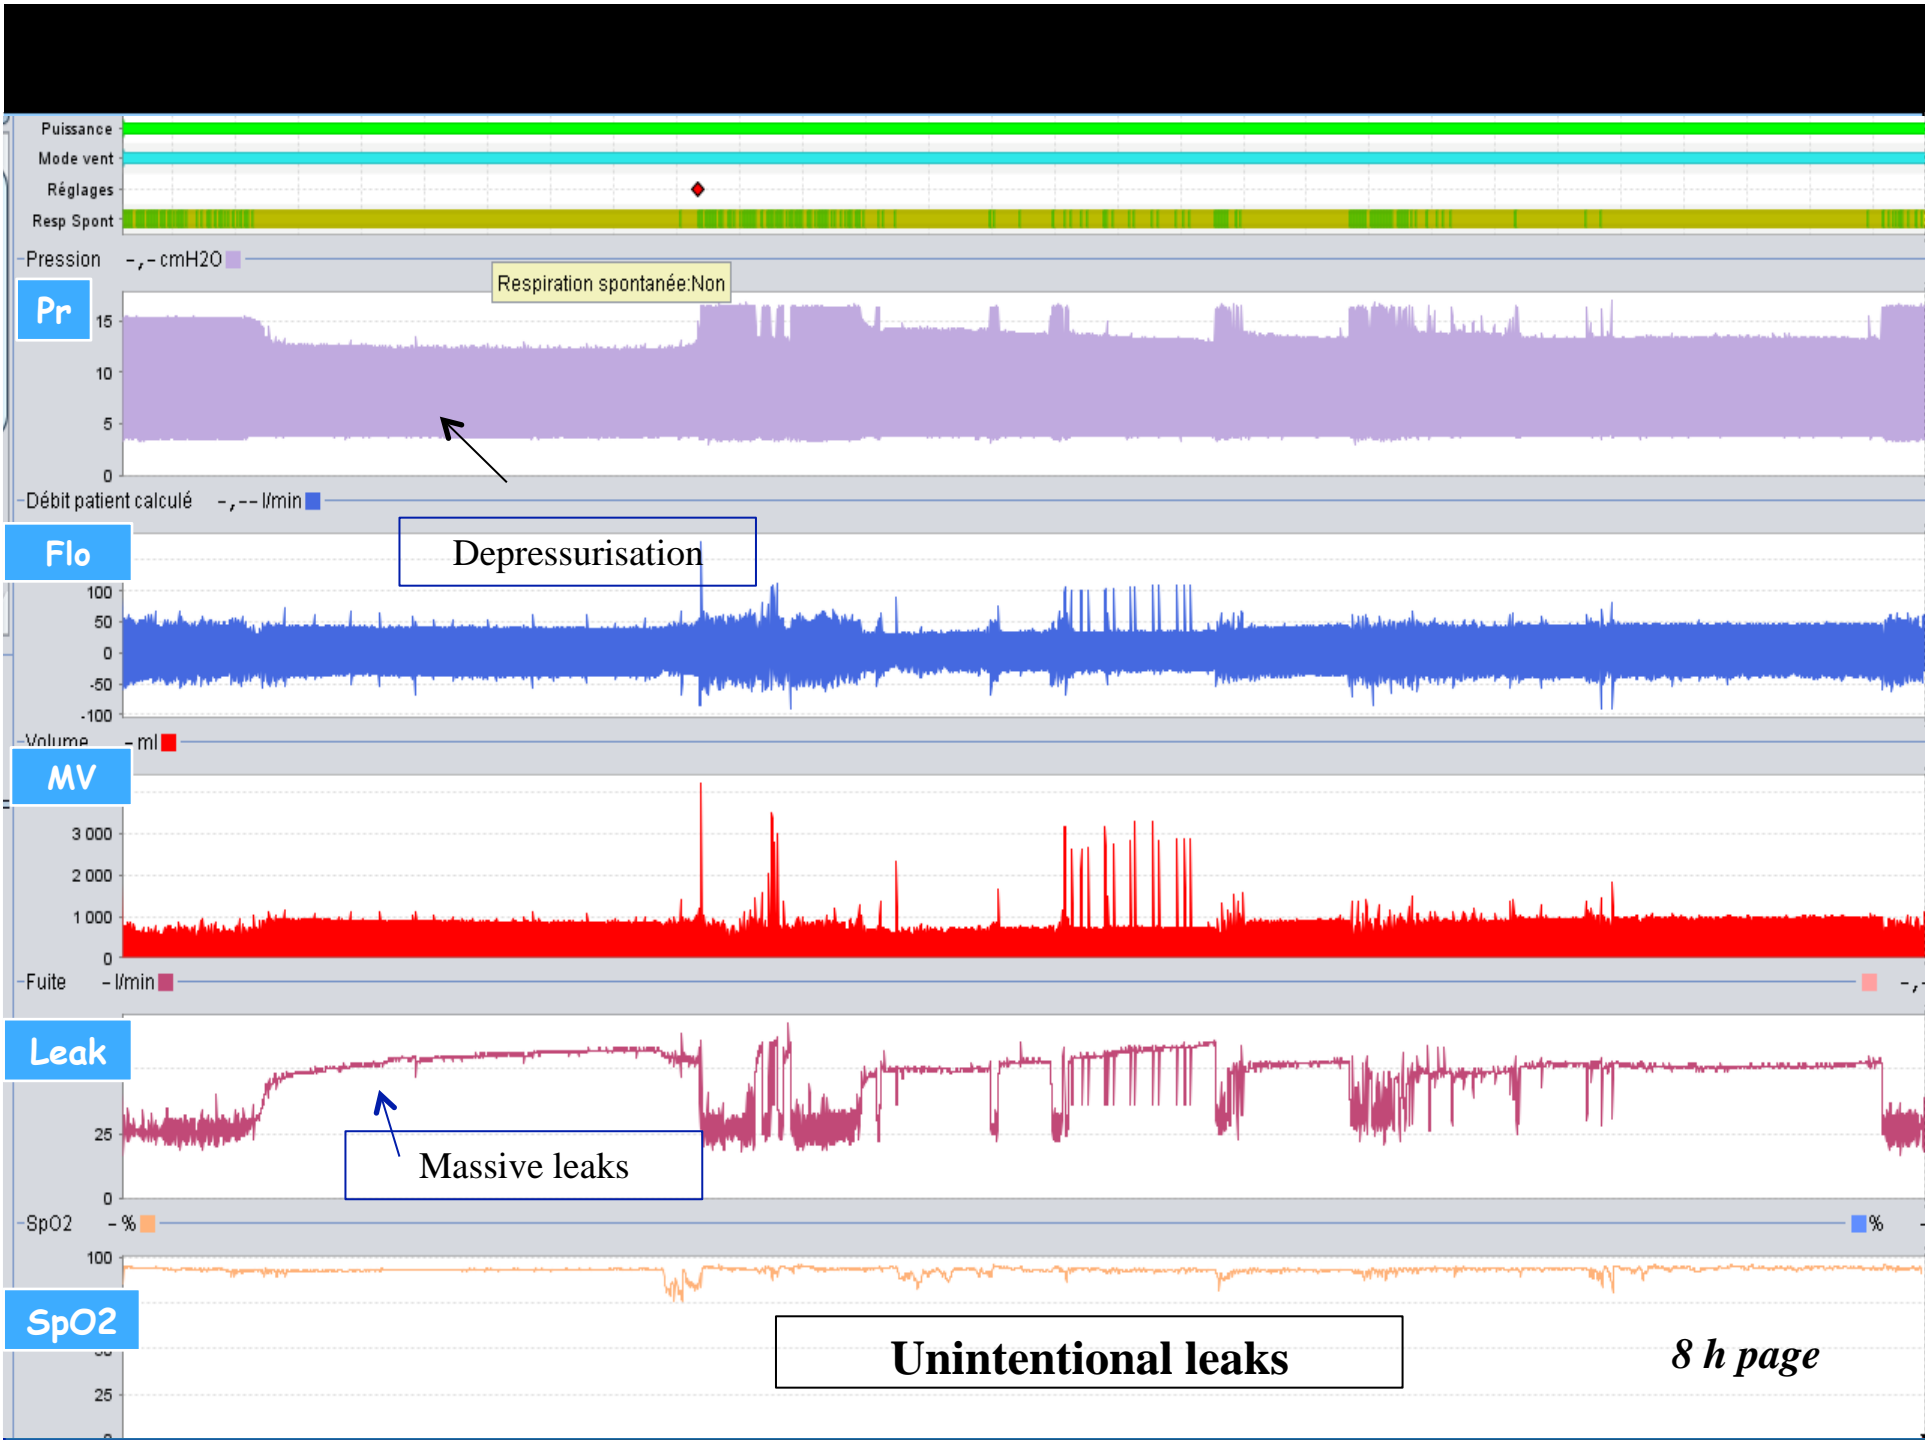 Puissance
Mode vent
Réglages
Resp Spont
Pression -,- cmH2O
Respiration spontanée:Non
Pr
15
10
5
0
Débit patient calculé -,-- l/min
Flo
Depressurisation
100
50
0
-50
-100
Volume - ml
MV
3 000
2 000
1 000
0
Fuite - l/min -,-
Leak
25
Massive leaks
0
SpO2 - % % -
100
SpO2
50
Unintentional leaks
8 h page
25
0